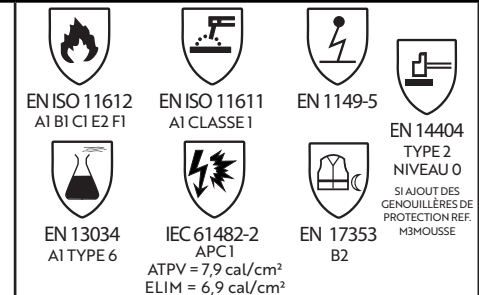 EN ISO 11612
A1 B1 C1 E2 F1
EN ISO 11611
A1 CLASSE 1
EN 1149-5
EN 14404
TYPE 2
NIVEAU 0
SI AJOUT DES
GENOUILLÈRES DE
PROTECTION REF.
M3MOUSSE
EN 13034
A1 TYPE 6
IEC 61482-2
APC 1
ATPV = 7,9 cal/cm²
ELIM = 6,9 cal/cm²
EN 17353
B2